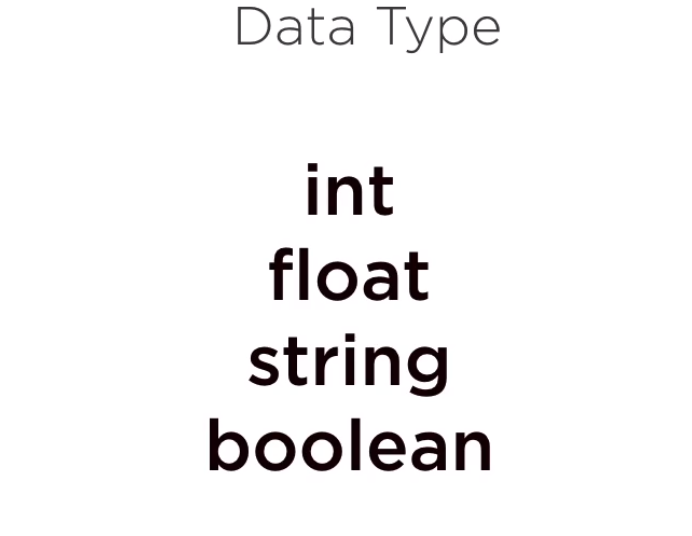 Data Type
int
float
string
boolean